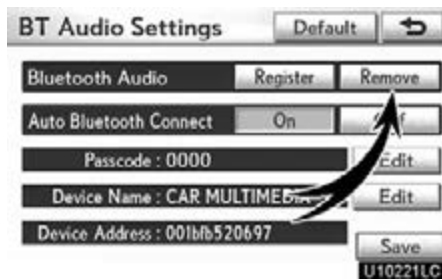 BT Audio Settings Default
Bluetooth Audio Register Remove
Auto Bluetooth Connect On
Passcode : 0000 Edit
Device Name : CAR MULTIMEDIA Edit
Device Address : 001bfb520697
Save
U10221LC